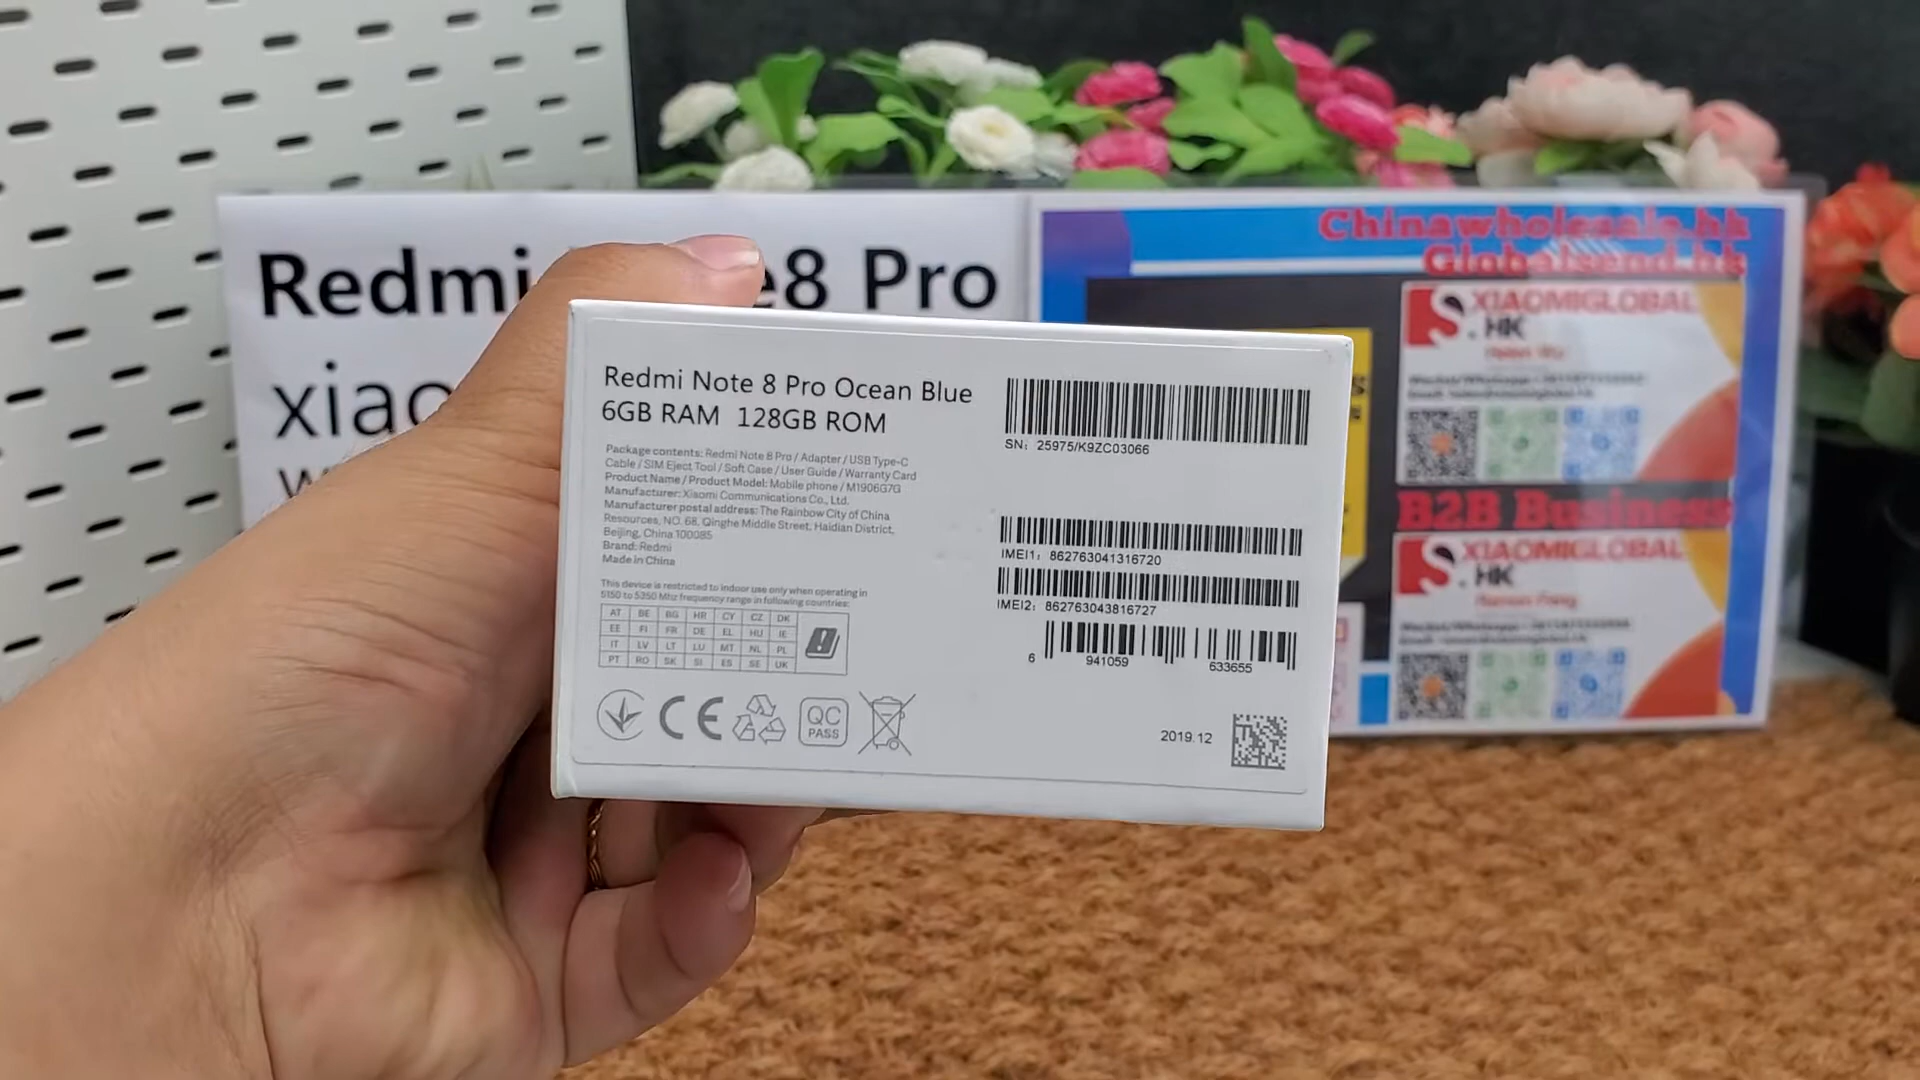 Redmi e8 Pro
xiao
w
Chinawholesale.hk
Globalsend.hk
XIAOMIGLOBAL
.HK
B2B Business
XIAOMIGLOBAL
.HK
Redmi Note 8 Pro Ocean Blue
6GB RAM 128GB ROM
Package contents: Redmi Note 8 Pro / Adapter / USB Type-C
Cable / SIM Eject Tool / Soft Case / User Guide / Warranty Card
Product Name / Product Model: Mobile phone / M1906G7G
Manufacturer: Xiaomi Communications Co., Ltd.
Manufacturer postal address: The Rainbow City of China
Resources, NO. 68, Qinghe Middle Street, Haidian District,
Beijing, China 100085
Brand: Redmi
Made in China
This device is restricted to indoor use only when operating in
5150 to 5350 Mhz frequency range in following countries:
AT BE BG HR CY CZ DK
EE FI FR DE EL HU IE
IT LV LT LU MT NL PL
PT RO SK SI ES SE UK
CE
QC
PASS
SN: 25975/K9ZC03066
IMEI1: 862763041316720
IMEI2: 862763043816727
6 941059 633655
2019.12